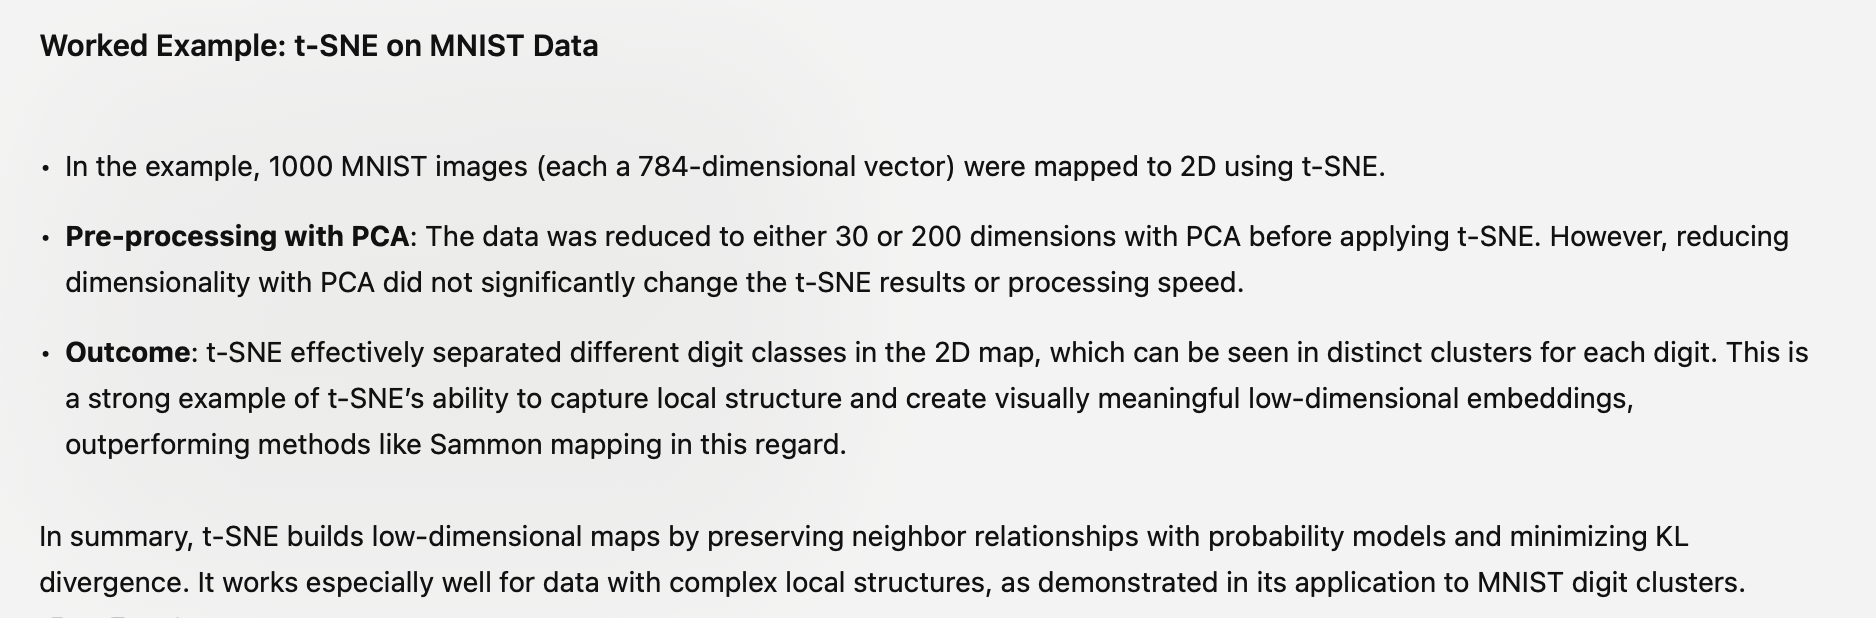 Worked Example: t-SNE on MNIST Data
• In the example, 1000 MNIST images (each a 784-dimensional vector) were mapped to 2D using t-SNE.
• Pre-processing with PCA: The data was reduced to either 30 or 200 dimensions with PCA before applying t-SNE. However, reducing
dimensionality with PCA did not significantly change the t-SNE results or processing speed.
• Outcome: t-SNE effectively separated different digit classes in the 2D map, which can be seen in distinct clusters for each digit. This is
a strong example of t-SNE’s ability to capture local structure and create visually meaningful low-dimensional embeddings,
outperforming methods like Sammon mapping in this regard.
In summary, t-SNE builds low-dimensional maps by preserving neighbor relationships with probability models and minimizing KL
divergence. It works especially well for data with complex local structures, as demonstrated in its application to MNIST digit clusters.